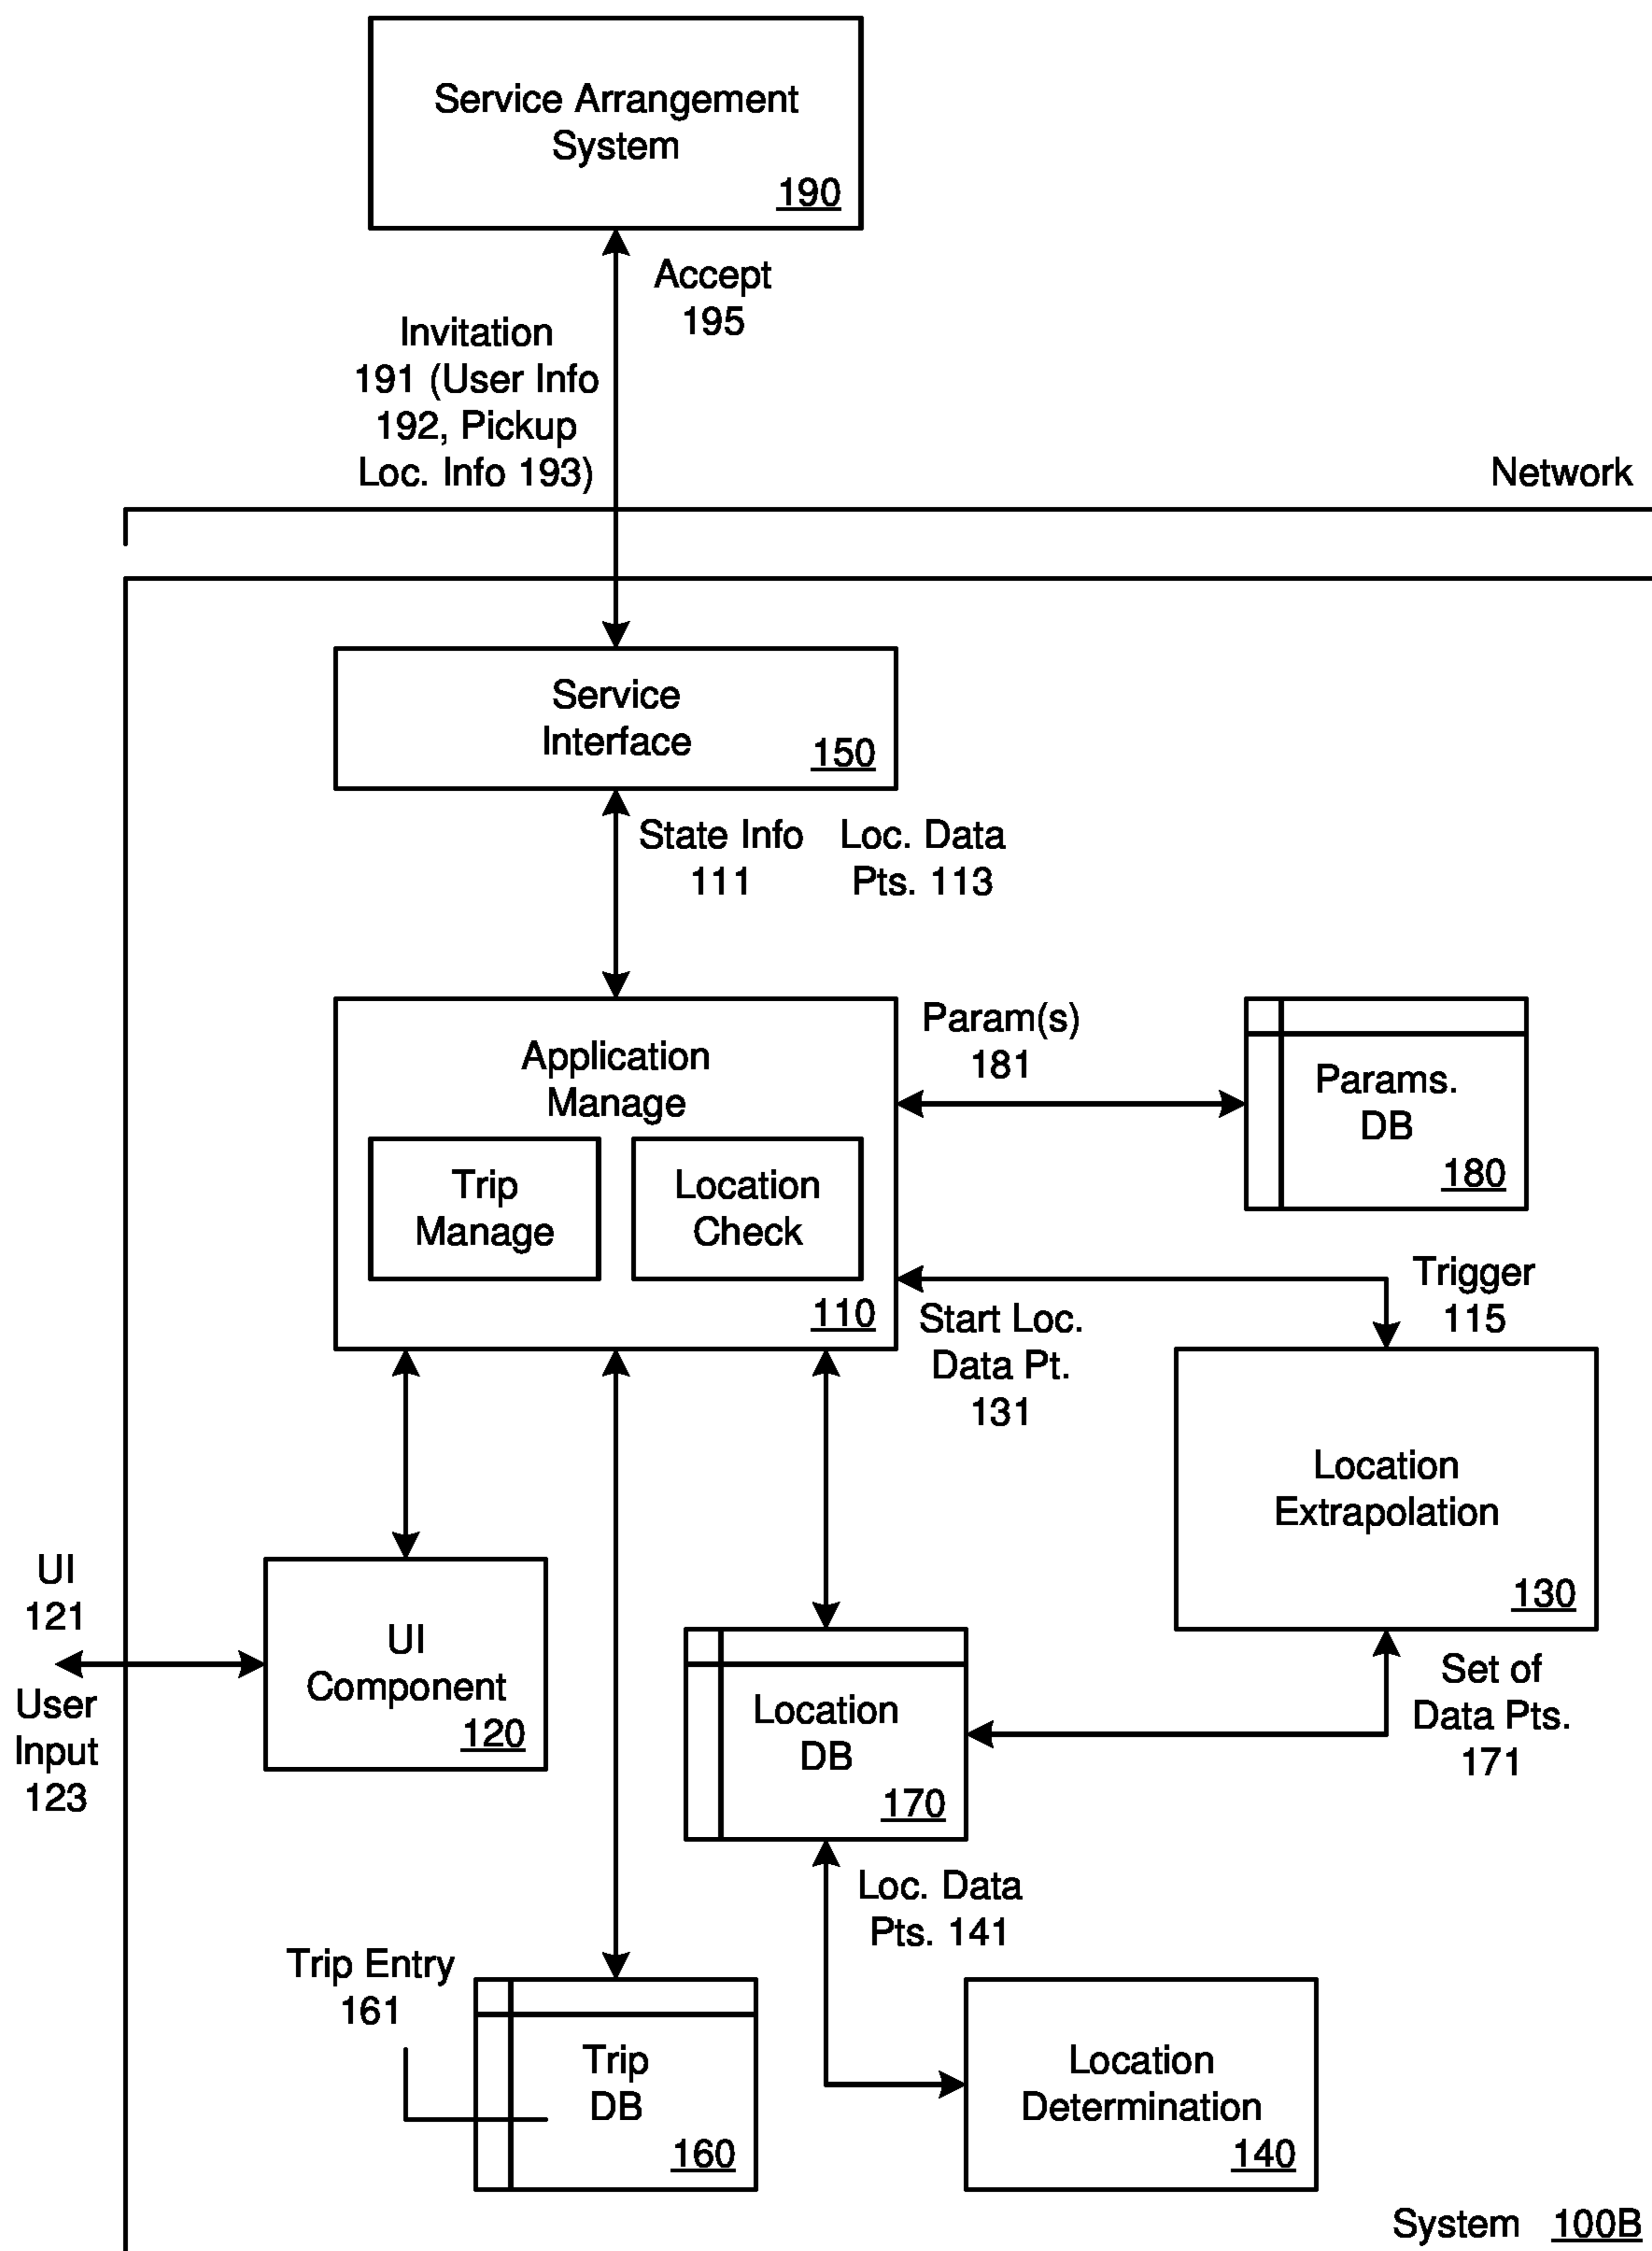 Service Arrangement
System
190
Accept
195
Invitation
191 (User Info
192, Pickup
Loc. Info 193)
Network
Service
Interface
150
State Info
111
Loc. Data
Pts. 113
Application
Manage
Trip
Manage
Location
Check
110
Param(s)
181
Params.
DB
180
Trigger
115
Start Loc.
Data Pt.
131
Location
Extrapolation
130
UI
121
User
Input
123
UI
Component
120
Location
DB
170
Set of
Data Pts.
171
Loc. Data
Pts. 141
Trip Entry
161
Trip
DB
160
Location
Determination
140
System 100B